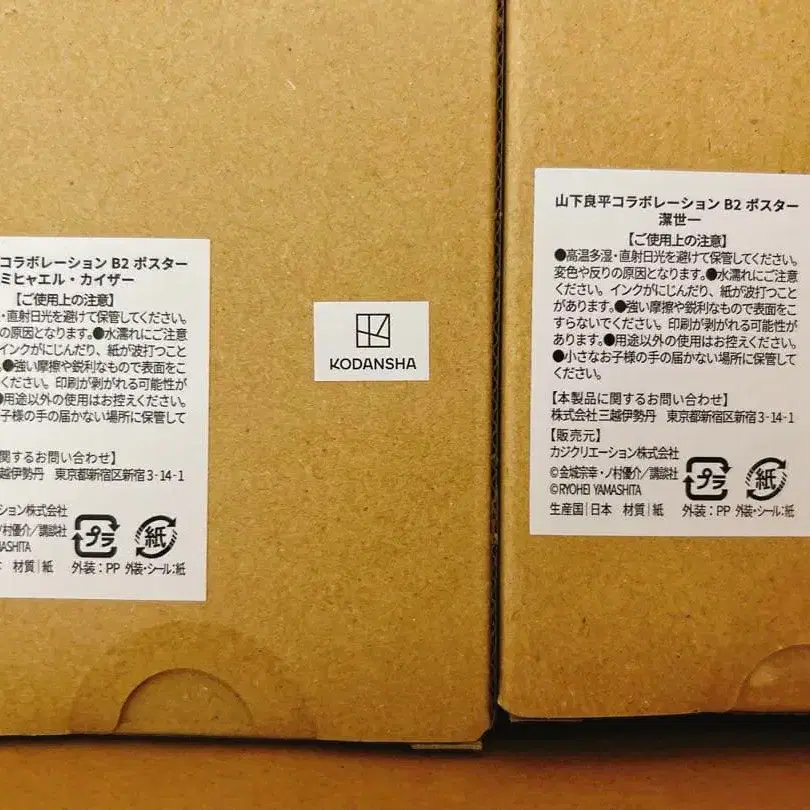 コラボレーション B2 ポスター
ミヒャエル・カイザー
【ご使用上の注意】
・直射日光を避けて保管してください。
の原因となります。●水濡れにご注意
インクがにじんだり、紙が波打つこと
●強い摩擦や鋭利なもので表面をこ
ください。印刷が剥がれる可能性が
●用途以外の使用はお控えください。
お子様の手の届かない場所に保管して
関するお問い合わせ】
越伊勢丹 東京都新宿区新宿3-14-1
ション株式会社
ノ村優介／講談社
MASHITA
材質｜紙
プラ
紙
外装：PP 外装・シール：紙
KODANSHA
山下良平コラボレーション B2 ポスター
潔世一
【ご使用上の注意】
●高温多湿・直射日光を避けて保管してください。
変色や反りの原因となります。●水濡れにご注意
ください。インクがにじんだり、紙が波打つこと
があります。●強い摩擦や鋭利なもので表面をこ
すらないでください。印刷が剥がれる可能性が
あります。●用途以外の使用はお控えください。
●小さなお子様の手の届かない場所に保管して
ください。
【本製品に関するお問い合わせ】
株式会社三越伊勢丹 東京都新宿区新宿3-14-1
【販売元】
カジクリエーション株式会社
©金城宗幸・ノ村優介／講談社
©RYOHEI YAMASHITA
生産国｜日本 材質｜紙
プラ
紙
外装：PP 外装・シール：紙